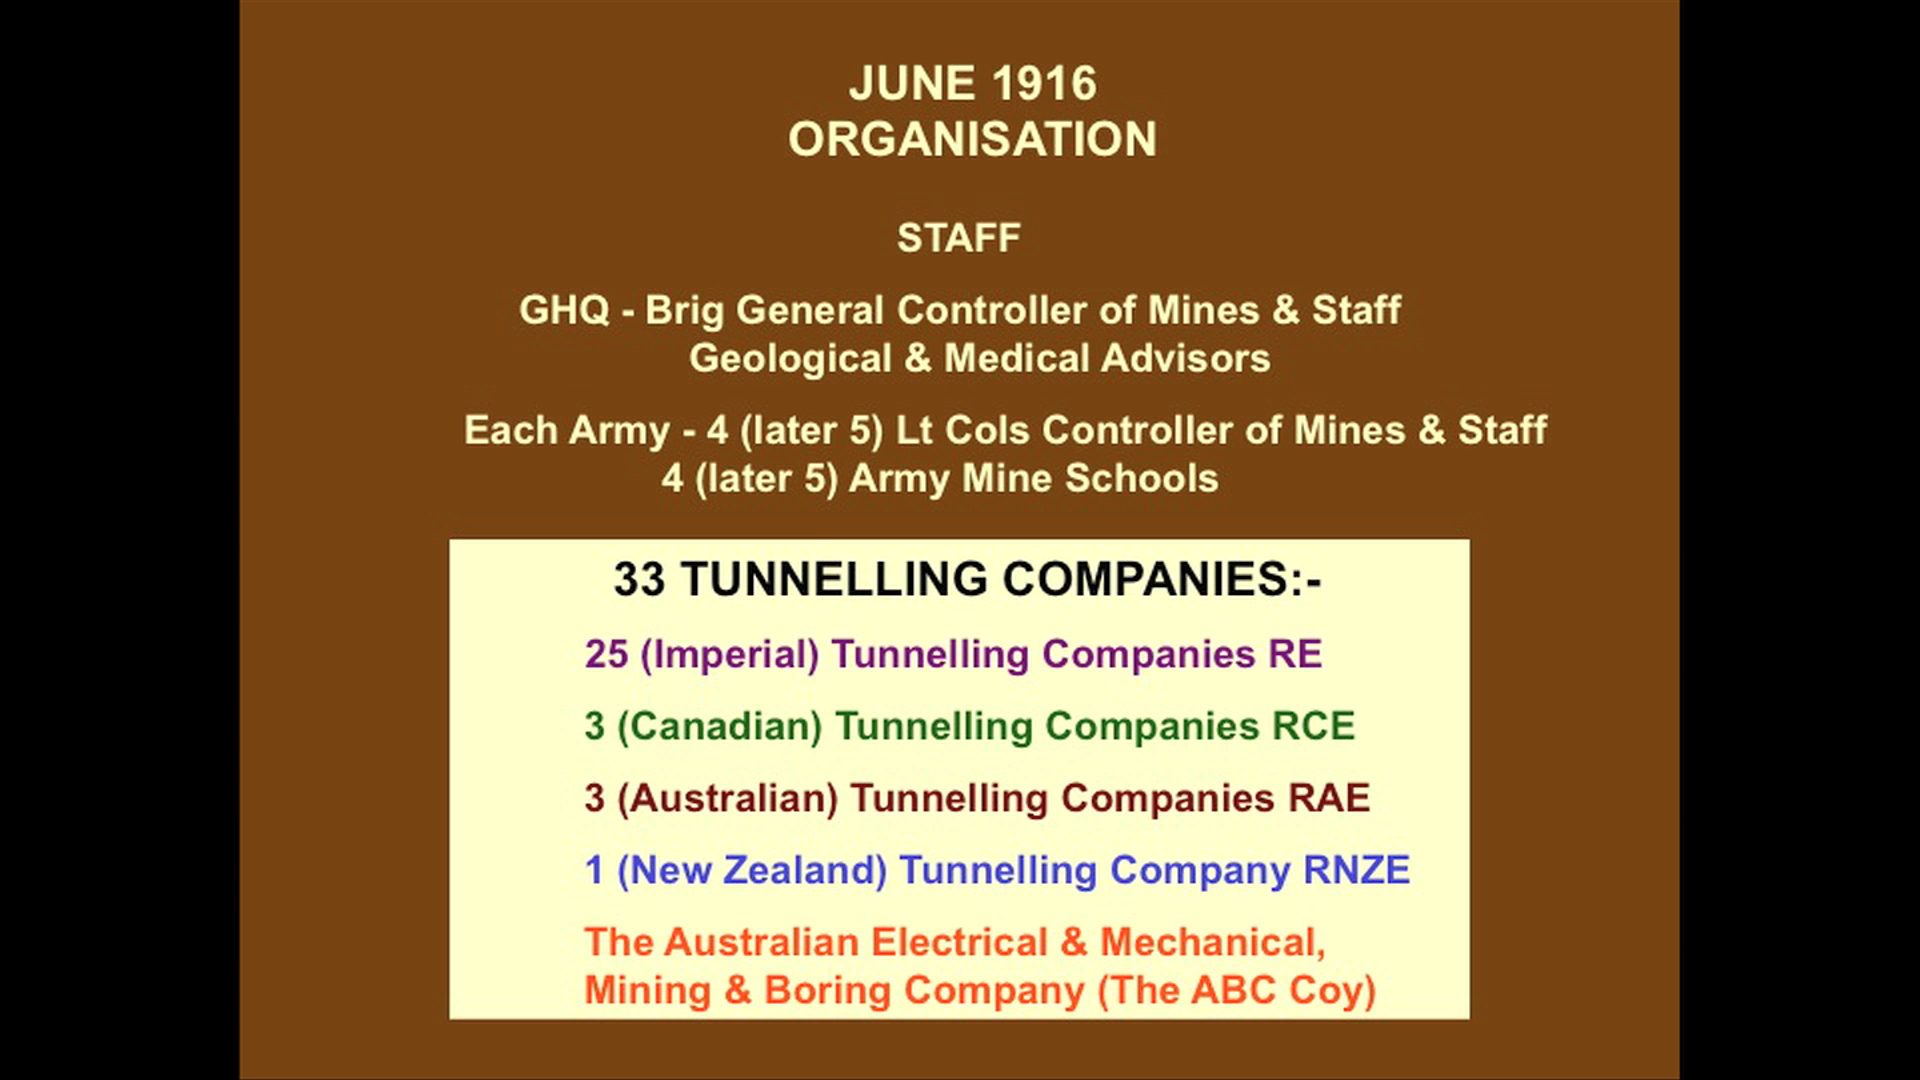 JUNE 1916
ORGANISATION
STAFF
GHQ - Brig General Controller of Mines & Staff
Geological & Medical Advisors
Each Army - 4 (later 5) Lt Cols Controller of Mines & Staff
4 (later 5) Army Mine Schools
33 TUNNELLING COMPANIES:-
25 (Imperial) Tunnelling Companies RE
3 (Canadian) Tunnelling Companies RCE
3 (Australian) Tunnelling Companies RAE
1 (New Zealand) Tunnelling Company RNZE
The Australian Electrical & Mechanical,
Mining & Boring Company (The ABC Coy)